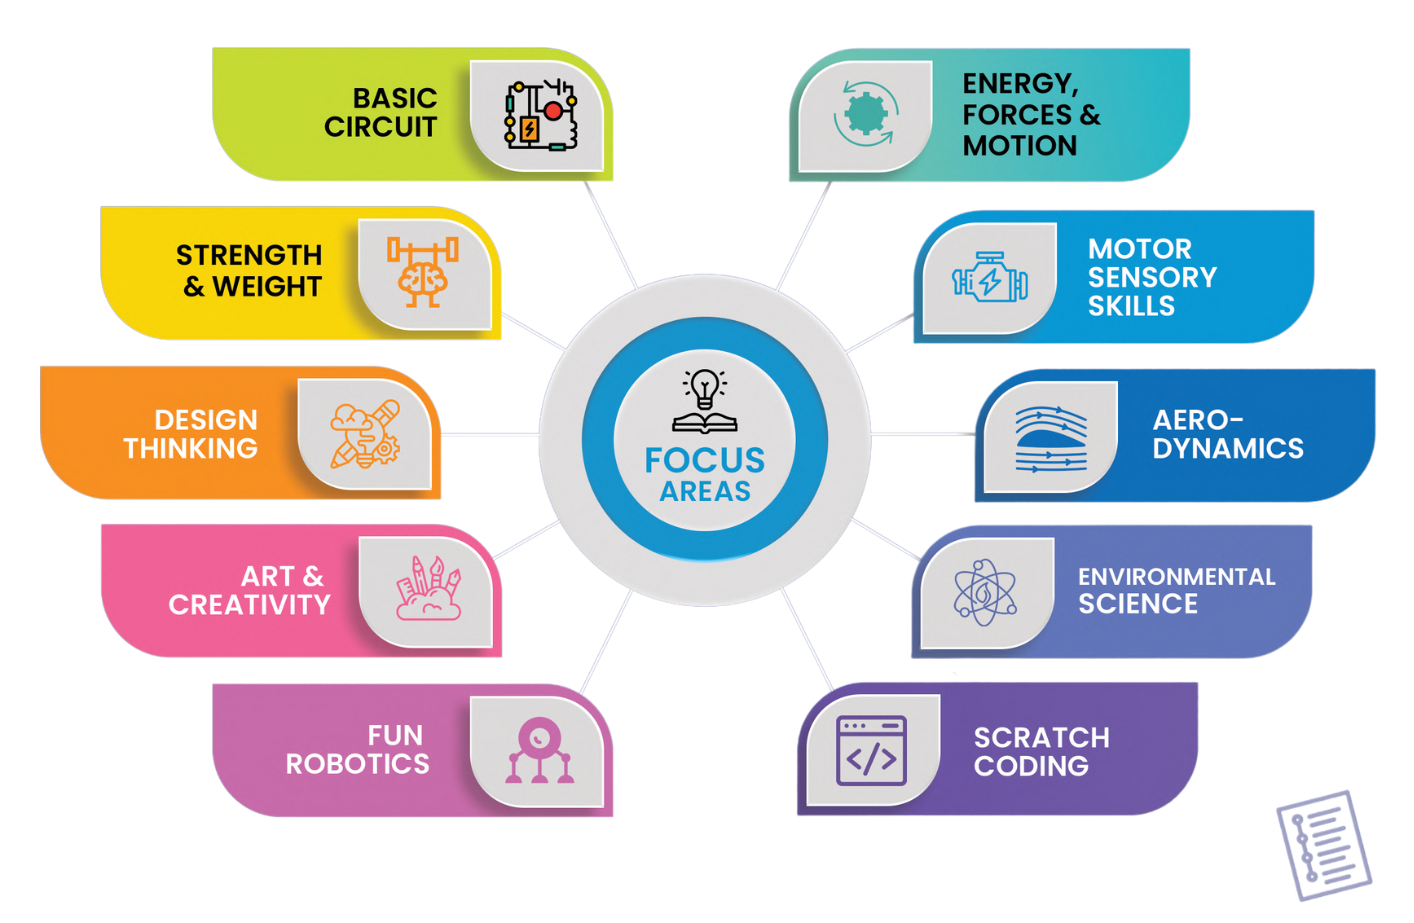 BASIC
CIRCUIT
ENERGY,
FORCES &
MOTION
STRENGTH
& WEIGHT
MOTOR
SENSORY
SKILLS
DESIGN
THINKING
FOCUS
AREAS
AERO-
DYNAMICS
ART &
CREATIVITY
ENVIRONMENTAL
SCIENCE
FUN
ROBOTICS
SCRATCH
CODING